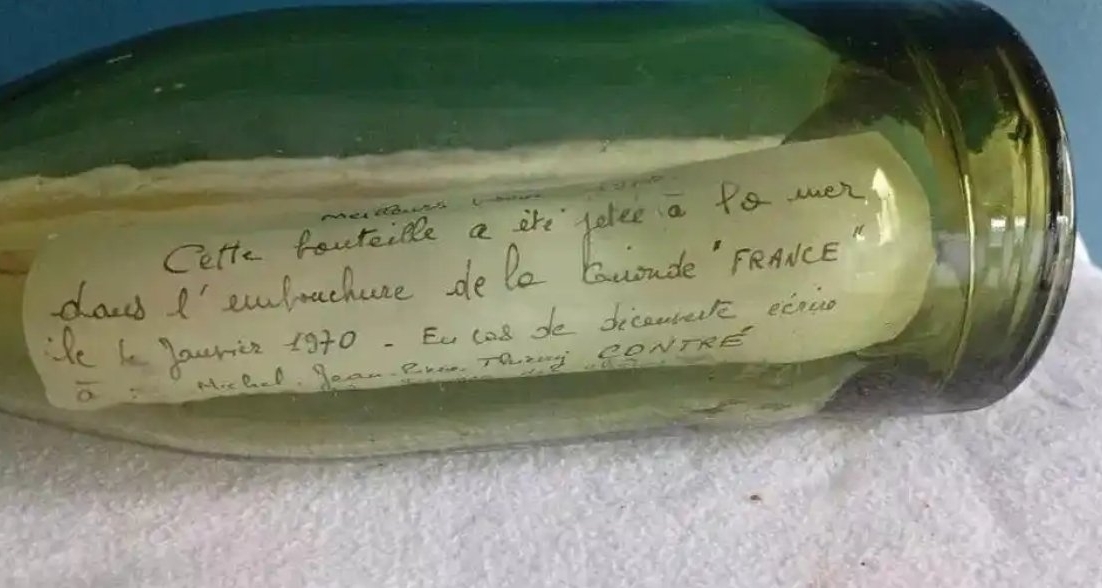 Meilleurs
Cette bouteille a été jetée à la mer
dans l'embouchure de la Gironde "FRANCE"
le Janvier 1970 - En cas de découverte écrire
à : Michel. Jean-Pierre. Thierry CONTRÉ